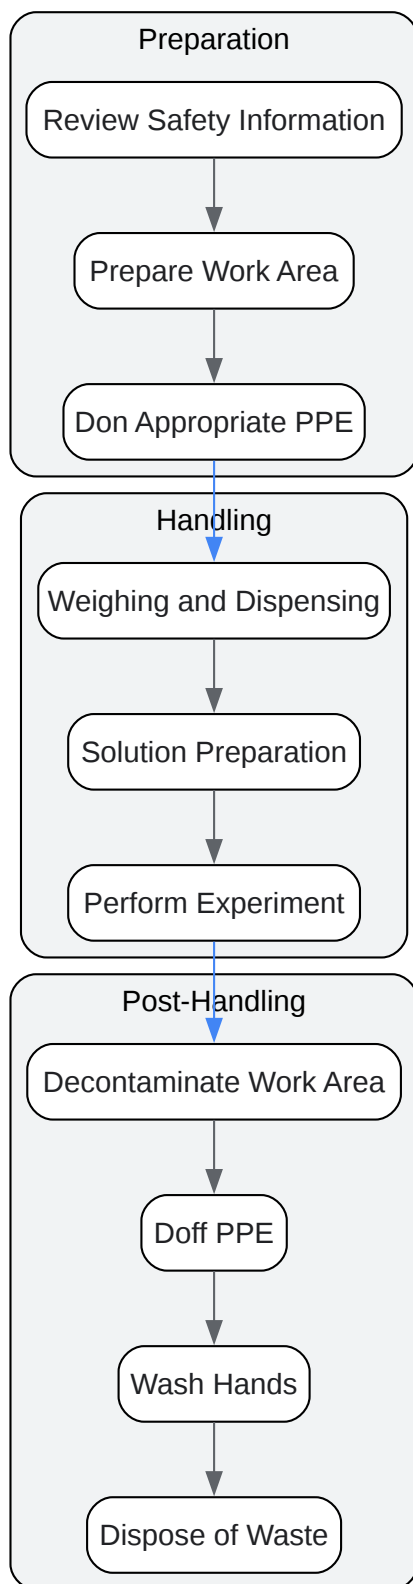 Preparation
Review Safety Information
Prepare Work Area
Don Appropriate PPE
Handling
Weighing and Dispensing
Solution Preparation
Perform Experiment
Post-Handling
Decontaminate Work Area
Doff PPE
Wash Hands
Dispose of Waste